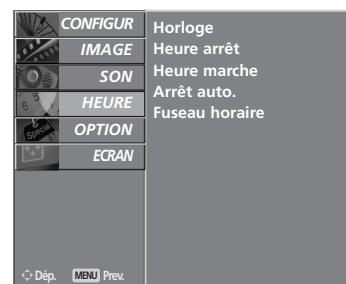 CONFIGUR
IMAGE
SON
HEURE
OPTION
ECRAN
Horloge
Heure arrêt
Heure marche
Arrêt auto.
Fuseau horaire
Dép. MENU Prev.